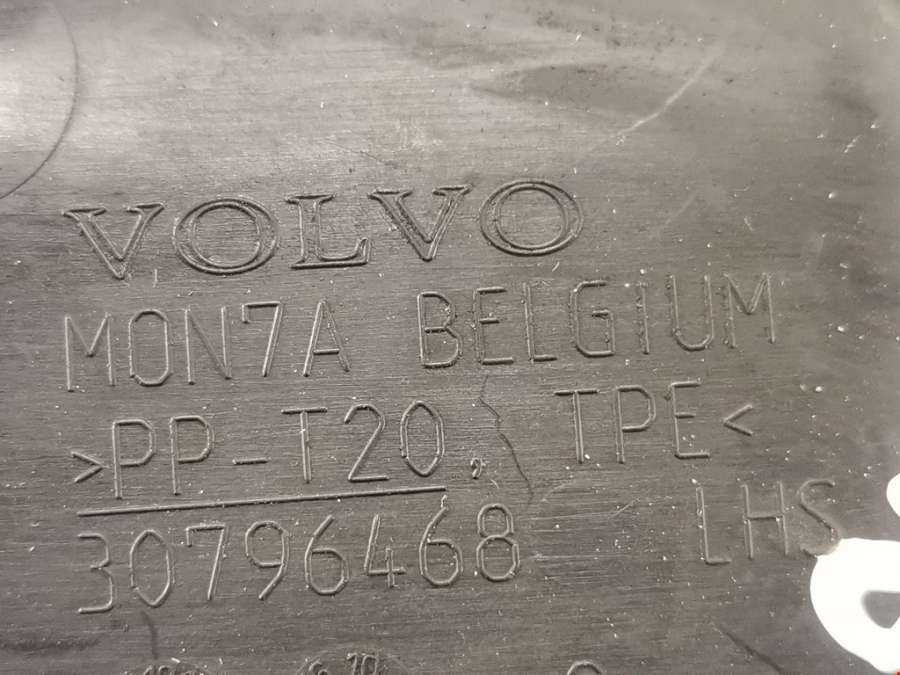 VOLVO
MON7A BELGIUM
>PP-T20, TPE<
30796468 LHS